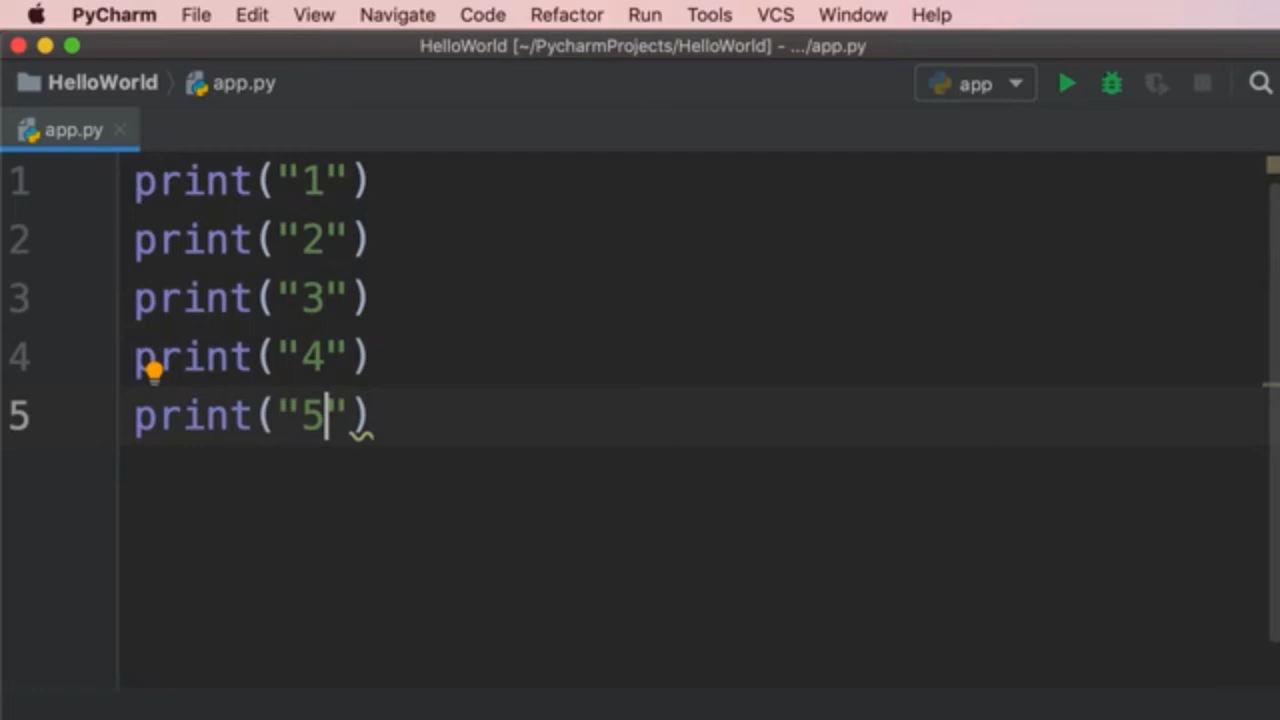 PyCharm File Edit View Navigate Code Refactor Run Tools VCS Window Help
HelloWorld [~/PycharmProjects/HelloWorld] - .../app.py
HelloWorld app.py app
app.py
1 print("1")
2 print("2")
3 print("3")
4 print("4")
5 print("5")